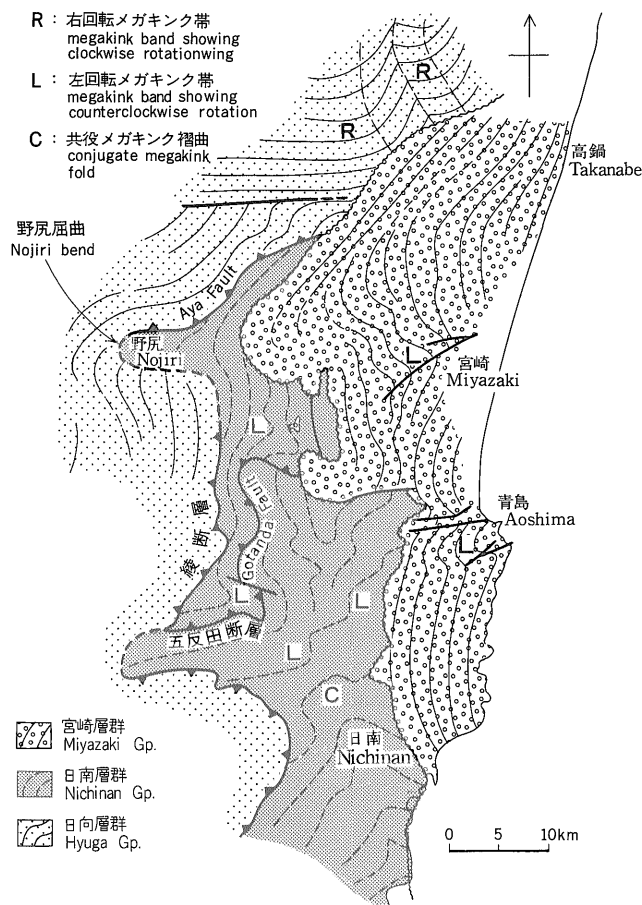 R : 右回転メガキンク帯
megakink band showing
clockwise rotationwing
L : 左回転メガキンク帯
megakink band showing
counterclockwise rotation
C : 共役メガキンク褶曲
conjugate megakink
fold
R
R
高鍋
Takanabe
野尻屈曲
Nojiri bend
Aya Fault
野尻
Nojiri
L
宮崎
Miyazaki
L
Gotanda Fault
青島
Aoshima
L
綾断層
L
L
五反田断層
L
C
日南
Nichinan
宮崎層群
Miyazaki Gp.
日南層群
Nichinan Gp.
日向層群
Hyuga Gp.
0 5 10km